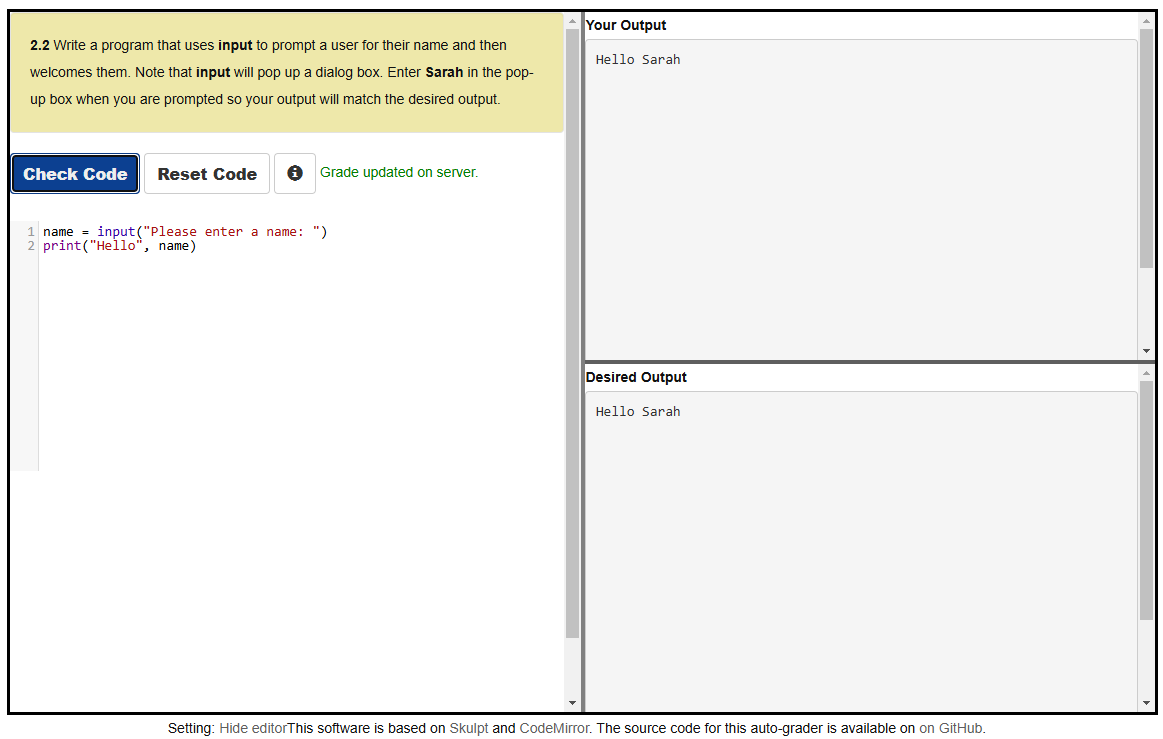 2.2 Write a program that uses input to prompt a user for their name and then
welcomes them. Note that input will pop up a dialog box. Enter Sarah in the pop-
up box when you are prompted so your output will match the desired output.
Check Code Reset Code Grade updated on server.
1 name = input("Please enter a name: ")
2 print("Hello", name)
Your Output
Hello Sarah
Desired Output
Hello Sarah
Setting: Hide editorThis software is based on Skulpt and CodeMirror. The source code for this auto-grader is available on on GitHub.